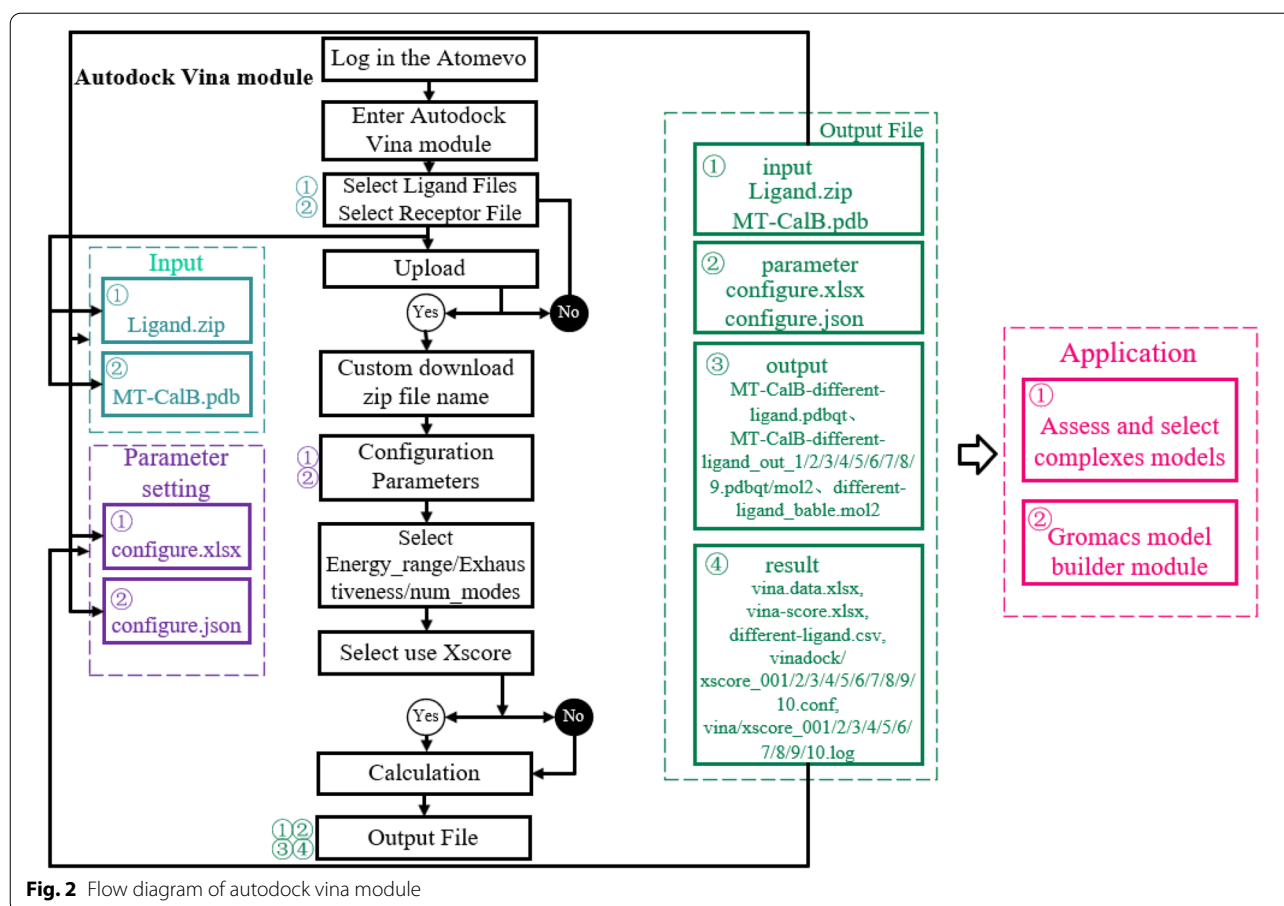 Autodock Vina module
Log in the Atomevo
Enter Autodock
Vina module
①
②
Select Ligand Files
Select Receptor File
Upload
Yes
No
Custom download
zip file name
①
②
Configuration
Parameters
Select
Energy_range/Exhaus
tiveness/num_modes
Select use Xscore
Yes
No
Calculation
①②
③④
Output File
Input
①
Ligand.zip
②
MT-CalB.pdb
Parameter
setting
①
configure.xlsx
②
configure.json
Output File
① input
Ligand.zip
MT-CalB.pdb
② parameter
configure.xlsx
configure.json
③ output
MT-CalB-different-
ligand.pdbqt、
MT-CalB-different-
ligand_out_1/2/3/4/5/6/7/8/
9.pdbqt/mol2、different-
ligand_bable.mol2
④ result
vina.data.xlsx,
vina-score.xlsx,
different-ligand.csv,
vinadock/
xscore_001/2/3/4/5/6/7/8/9/
10.conf,
vina/xscore_001/2/3/4/5/6/
7/8/9/10.log
Application
①
Assess and select
complexes models
②
Gromacs model
builder module
Fig. 2 Flow diagram of autodock vina module